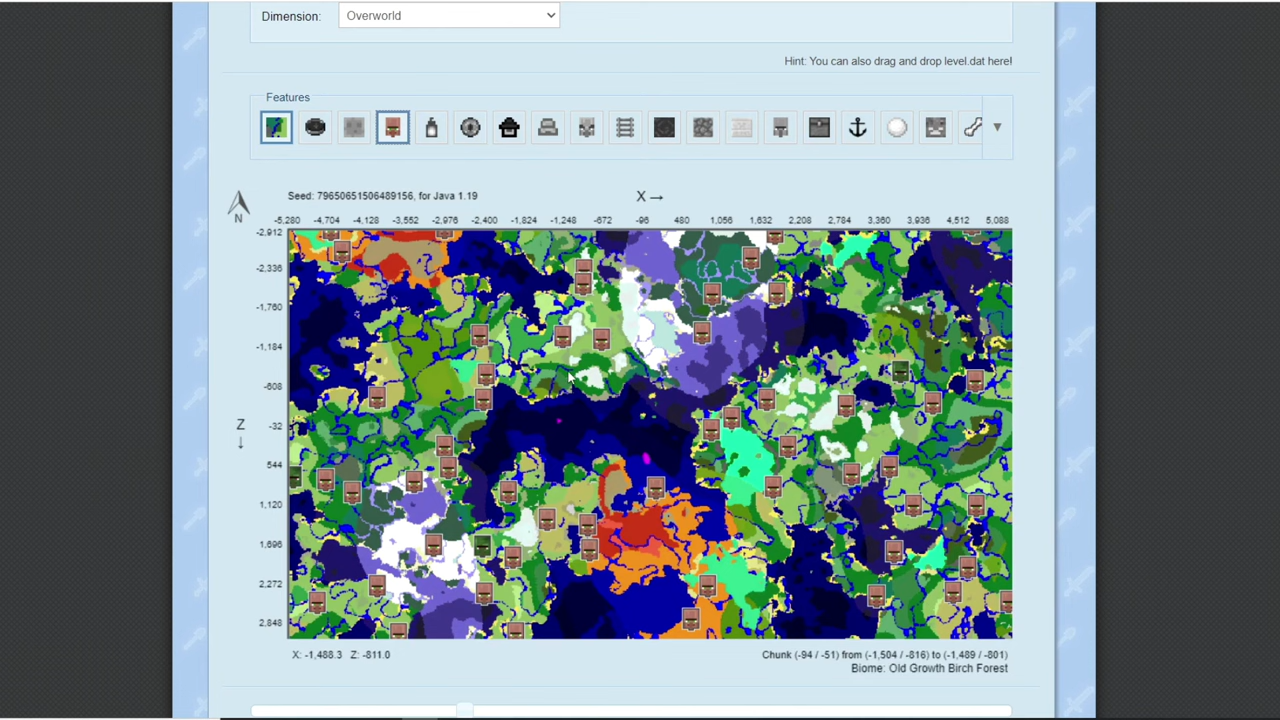 Dimension: Overworld
Hint: You can also drag and drop level.dat here!
Features
Seed: 79650651506489156, for Java 1.19
X →
N
-5,280 -4,704 -4,128 -3,552 -2,976 -2,400 -1,824 -1,248 -672 -96 480 1,056 1,632 2,208 2,784 3,360 3,936 4,512 5,088
-2,912
-2,336
-1,760
-1,184
-608
-32
Z
↓
544
1,120
1,696
2,272
2,848
X: -1,488.3 Z: -811.0
Chunk (-94 / -51) from (-1,504 / -816) to (-1,489 / -801)
Biome: Old Growth Birch Forest